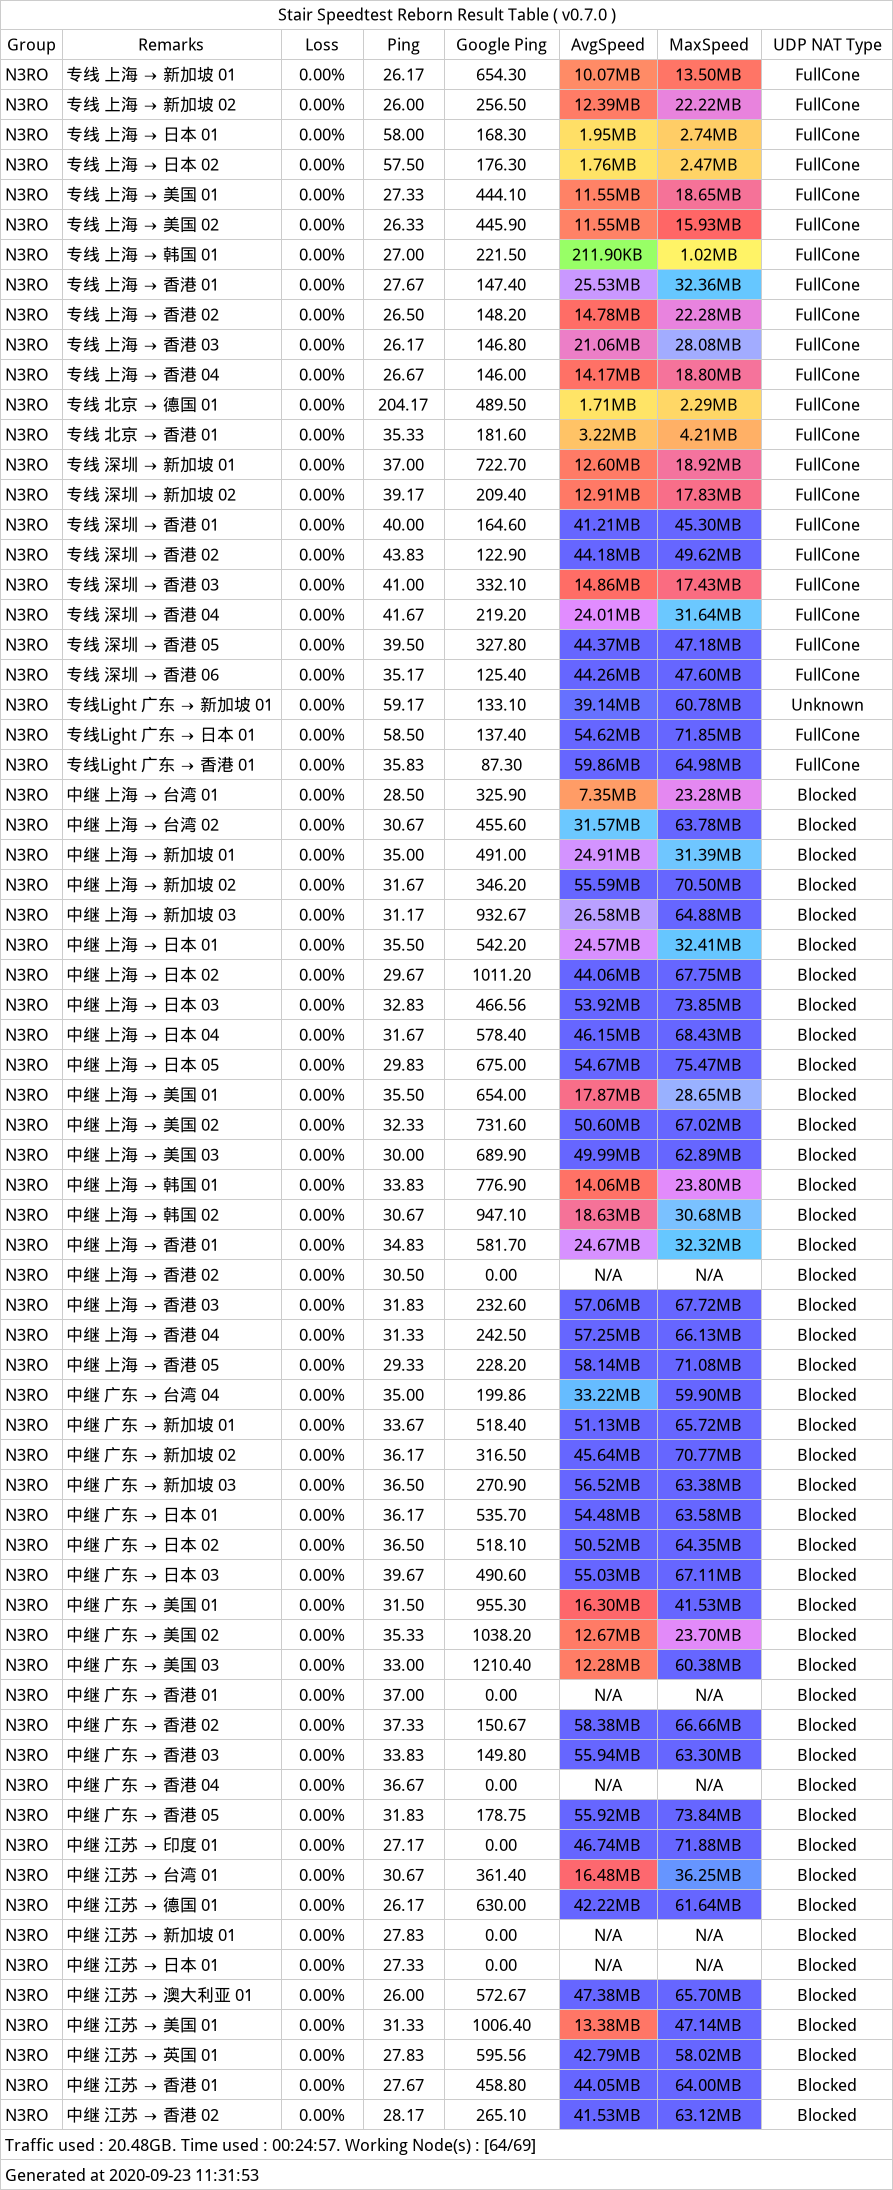 Stair Speedtest Reborn Result Table ( v0.7.0 )
Group Remarks Loss Ping Google Ping AvgSpeed MaxSpeed UDP NAT Type
N3RO 专线 上海 → 新加坡 01 0.00% 26.17 654.30 10.07MB 13.50MB FullCone
N3RO 专线 上海 → 新加坡 02 0.00% 26.00 256.50 12.39MB 22.22MB FullCone
N3RO 专线 上海 → 日本 01 0.00% 58.00 168.30 1.95MB 2.74MB FullCone
N3RO 专线 上海 → 日本 02 0.00% 57.50 176.30 1.76MB 2.47MB FullCone
N3RO 专线 上海 → 美国 01 0.00% 27.33 444.10 11.55MB 18.65MB FullCone
N3RO 专线 上海 → 美国 02 0.00% 26.33 445.90 11.55MB 15.93MB FullCone
N3RO 专线 上海 → 韩国 01 0.00% 27.00 221.50 211.90KB 1.02MB FullCone
N3RO 专线 上海 → 香港 01 0.00% 27.67 147.40 25.53MB 32.36MB FullCone
N3RO 专线 上海 → 香港 02 0.00% 26.50 148.20 14.78MB 22.28MB FullCone
N3RO 专线 上海 → 香港 03 0.00% 26.17 146.80 21.06MB 28.08MB FullCone
N3RO 专线 上海 → 香港 04 0.00% 26.67 146.00 14.17MB 18.80MB FullCone
N3RO 专线 北京 → 德国 01 0.00% 204.17 489.50 1.71MB 2.29MB FullCone
N3RO 专线 北京 → 香港 01 0.00% 35.33 181.60 3.22MB 4.21MB FullCone
N3RO 专线 深圳 → 新加坡 01 0.00% 37.00 722.70 12.60MB 18.92MB FullCone
N3RO 专线 深圳 → 新加坡 02 0.00% 39.17 209.40 12.91MB 17.83MB FullCone
N3RO 专线 深圳 → 香港 01 0.00% 40.00 164.60 41.21MB 45.30MB FullCone
N3RO 专线 深圳 → 香港 02 0.00% 43.83 122.90 44.18MB 49.62MB FullCone
N3RO 专线 深圳 → 香港 03 0.00% 41.00 332.10 14.86MB 17.43MB FullCone
N3RO 专线 深圳 → 香港 04 0.00% 41.67 219.20 24.01MB 31.64MB FullCone
N3RO 专线 深圳 → 香港 05 0.00% 39.50 327.80 44.37MB 47.18MB FullCone
N3RO 专线 深圳 → 香港 06 0.00% 35.17 125.40 44.26MB 47.60MB FullCone
N3RO 专线Light 广东 → 新加坡 01 0.00% 59.17 133.10 39.14MB 60.78MB Unknown
N3RO 专线Light 广东 → 日本 01 0.00% 58.50 137.40 54.62MB 71.85MB FullCone
N3RO 专线Light 广东 → 香港 01 0.00% 35.83 87.30 59.86MB 64.98MB FullCone
N3RO 中继 上海 → 台湾 01 0.00% 28.50 325.90 7.35MB 23.28MB Blocked
N3RO 中继 上海 → 台湾 02 0.00% 30.67 455.60 31.57MB 63.78MB Blocked
N3RO 中继 上海 → 新加坡 01 0.00% 35.00 491.00 24.91MB 31.39MB Blocked
N3RO 中继 上海 → 新加坡 02 0.00% 31.67 346.20 55.59MB 70.50MB Blocked
N3RO 中继 上海 → 新加坡 03 0.00% 31.17 932.67 26.58MB 64.88MB Blocked
N3RO 中继 上海 → 日本 01 0.00% 35.50 542.20 24.57MB 32.41MB Blocked
N3RO 中继 上海 → 日本 02 0.00% 29.67 1011.20 44.06MB 67.75MB Blocked
N3RO 中继 上海 → 日本 03 0.00% 32.83 466.56 53.92MB 73.85MB Blocked
N3RO 中继 上海 → 日本 04 0.00% 31.67 578.40 46.15MB 68.43MB Blocked
N3RO 中继 上海 → 日本 05 0.00% 29.83 675.00 54.67MB 75.47MB Blocked
N3RO 中继 上海 → 美国 01 0.00% 35.50 654.00 17.87MB 28.65MB Blocked
N3RO 中继 上海 → 美国 02 0.00% 32.33 731.60 50.60MB 67.02MB Blocked
N3RO 中继 上海 → 美国 03 0.00% 30.00 689.90 49.99MB 62.89MB Blocked
N3RO 中继 上海 → 韩国 01 0.00% 33.83 776.90 14.06MB 23.80MB Blocked
N3RO 中继 上海 → 韩国 02 0.00% 30.67 947.10 18.63MB 30.68MB Blocked
N3RO 中继 上海 → 香港 01 0.00% 34.83 581.70 24.67MB 32.32MB Blocked
N3RO 中继 上海 → 香港 02 0.00% 30.50 0.00 N/A N/A Blocked
N3RO 中继 上海 → 香港 03 0.00% 31.83 232.60 57.06MB 67.72MB Blocked
N3RO 中继 上海 → 香港 04 0.00% 31.33 242.50 57.25MB 66.13MB Blocked
N3RO 中继 上海 → 香港 05 0.00% 29.33 228.20 58.14MB 71.08MB Blocked
N3RO 中继 广东 → 台湾 04 0.00% 35.00 199.86 33.22MB 59.90MB Blocked
N3RO 中继 广东 → 新加坡 01 0.00% 33.67 518.40 51.13MB 65.72MB Blocked
N3RO 中继 广东 → 新加坡 02 0.00% 36.17 316.50 45.64MB 70.77MB Blocked
N3RO 中继 广东 → 新加坡 03 0.00% 36.50 270.90 56.52MB 63.38MB Blocked
N3RO 中继 广东 → 日本 01 0.00% 36.17 535.70 54.48MB 63.58MB Blocked
N3RO 中继 广东 → 日本 02 0.00% 36.50 518.10 50.52MB 64.35MB Blocked
N3RO 中继 广东 → 日本 03 0.00% 39.67 490.60 55.03MB 67.11MB Blocked
N3RO 中继 广东 → 美国 01 0.00% 31.50 955.30 16.30MB 41.53MB Blocked
N3RO 中继 广东 → 美国 02 0.00% 35.33 1038.20 12.67MB 23.70MB Blocked
N3RO 中继 广东 → 美国 03 0.00% 33.00 1210.40 12.28MB 60.38MB Blocked
N3RO 中继 广东 → 香港 01 0.00% 37.00 0.00 N/A N/A Blocked
N3RO 中继 广东 → 香港 02 0.00% 37.33 150.67 58.38MB 66.66MB Blocked
N3RO 中继 广东 → 香港 03 0.00% 33.83 149.80 55.94MB 63.30MB Blocked
N3RO 中继 广东 → 香港 04 0.00% 36.67 0.00 N/A N/A Blocked
N3RO 中继 广东 → 香港 05 0.00% 31.83 178.75 55.92MB 73.84MB Blocked
N3RO 中继 江苏 → 印度 01 0.00% 27.17 0.00 46.74MB 71.88MB Blocked
N3RO 中继 江苏 → 台湾 01 0.00% 30.67 361.40 16.48MB 36.25MB Blocked
N3RO 中继 江苏 → 德国 01 0.00% 26.17 630.00 42.22MB 61.64MB Blocked
N3RO 中继 江苏 → 新加坡 01 0.00% 27.83 0.00 N/A N/A Blocked
N3RO 中继 江苏 → 日本 01 0.00% 27.33 0.00 N/A N/A Blocked
N3RO 中继 江苏 → 澳大利亚 01 0.00% 26.00 572.67 47.38MB 65.70MB Blocked
N3RO 中继 江苏 → 美国 01 0.00% 31.33 1006.40 13.38MB 47.14MB Blocked
N3RO 中继 江苏 → 英国 01 0.00% 27.83 595.56 42.79MB 58.02MB Blocked
N3RO 中继 江苏 → 香港 01 0.00% 27.67 458.80 44.05MB 64.00MB Blocked
N3RO 中继 江苏 → 香港 02 0.00% 28.17 265.10 41.53MB 63.12MB Blocked
Traffic used : 20.48GB. Time used : 00:24:57. Working Node(s) : [64/69]
Generated at 2020-09-23 11:31:53